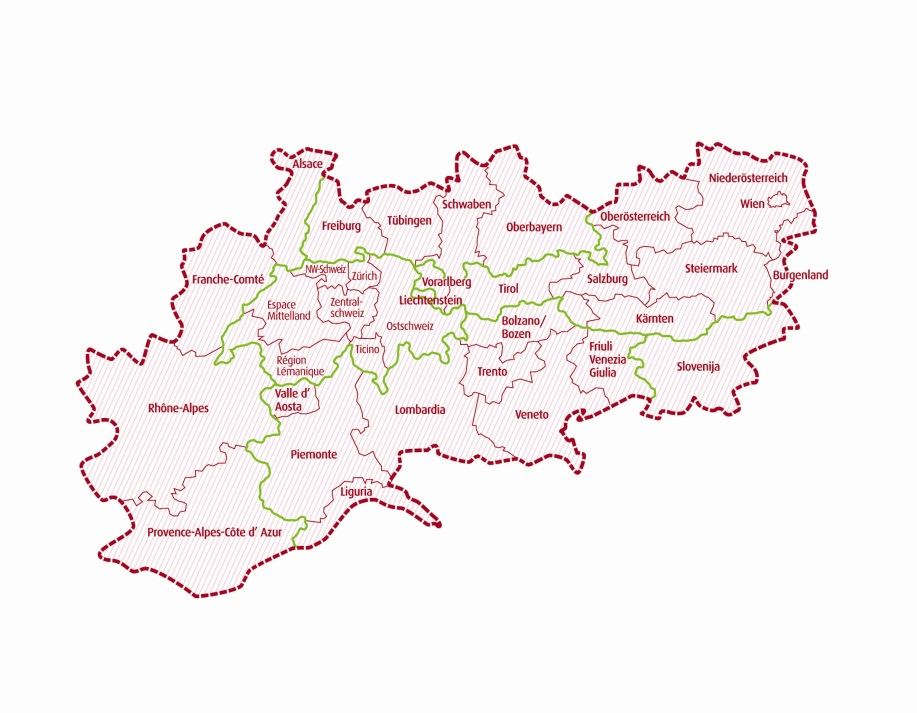 Alsace
Niederösterreich
Wien
Schwaben
Oberösterreich
Tübingen
Freiburg
Oberbayern
Steiermark
Burgenland
NW-Schweiz
Zürich
Franche-Comté
Vorarlberg
Salzburg
Tirol
Liechtenstein
Espace
Mittelland
Zentral-
schweiz
Kärnten
Ostschweiz
Bolzano/
Bozen
Ticino
Friuli
Venezia
Giulia
Région
Lémanique
Slovenija
Trento
Valle d'
Aosta
Rhône-Alpes
Lombardia
Veneto
Piemonte
Liguria
Provence-Alpes-Côte d' Azur